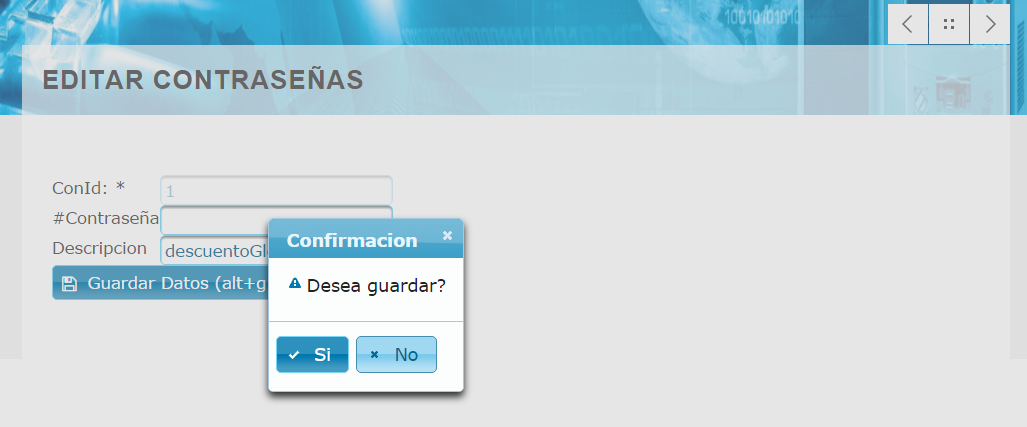 10010101010
EDITAR CONTRASEÑAS
ConId: *
1
#Contraseña
Descripcion
descuentoGl
Guardar Datos (alt+g
Confirmacion
Desea guardar?
Si
No